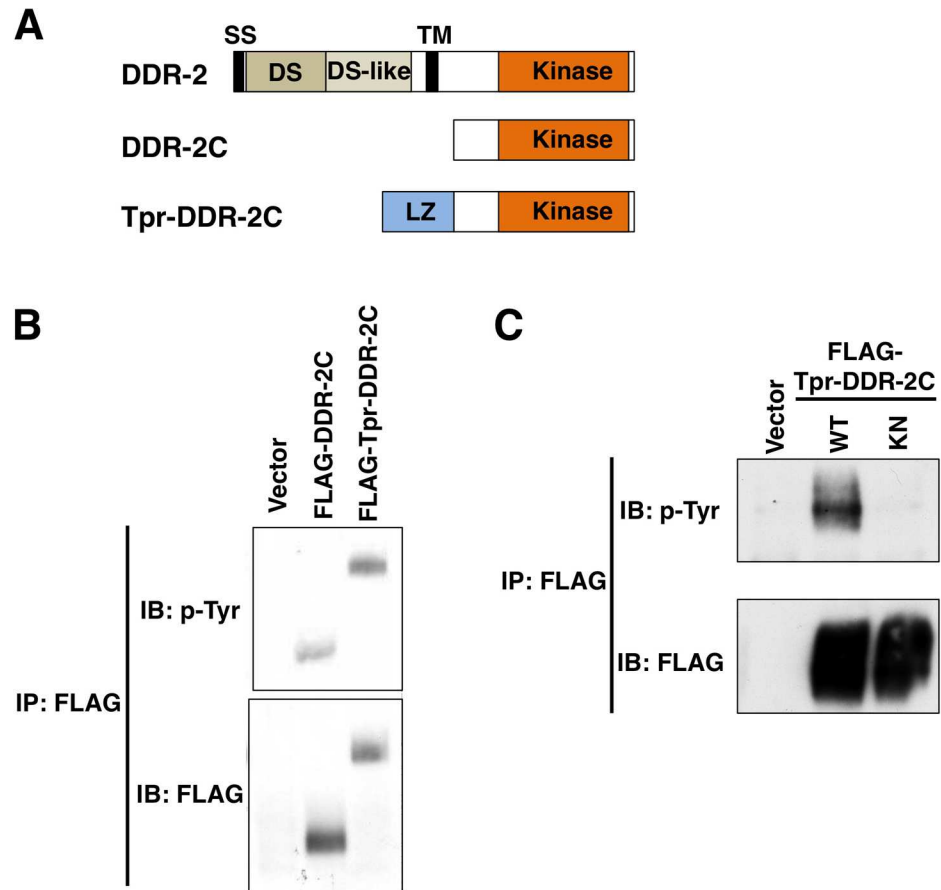 A
SS TM
DDR-2 DS DS-like Kinase
DDR-2C Kinase
Tpr-DDR-2C LZ Kinase
B
Vector
FLAG-DDR-2C
FLAG-Tpr-DDR-2C
IB: p-Tyr
IP: FLAG
IB: FLAG
C
FLAG-
Tpr-DDR-2C
Vector
WT
KN
IB: p-Tyr
IP: FLAG
IB: FLAG